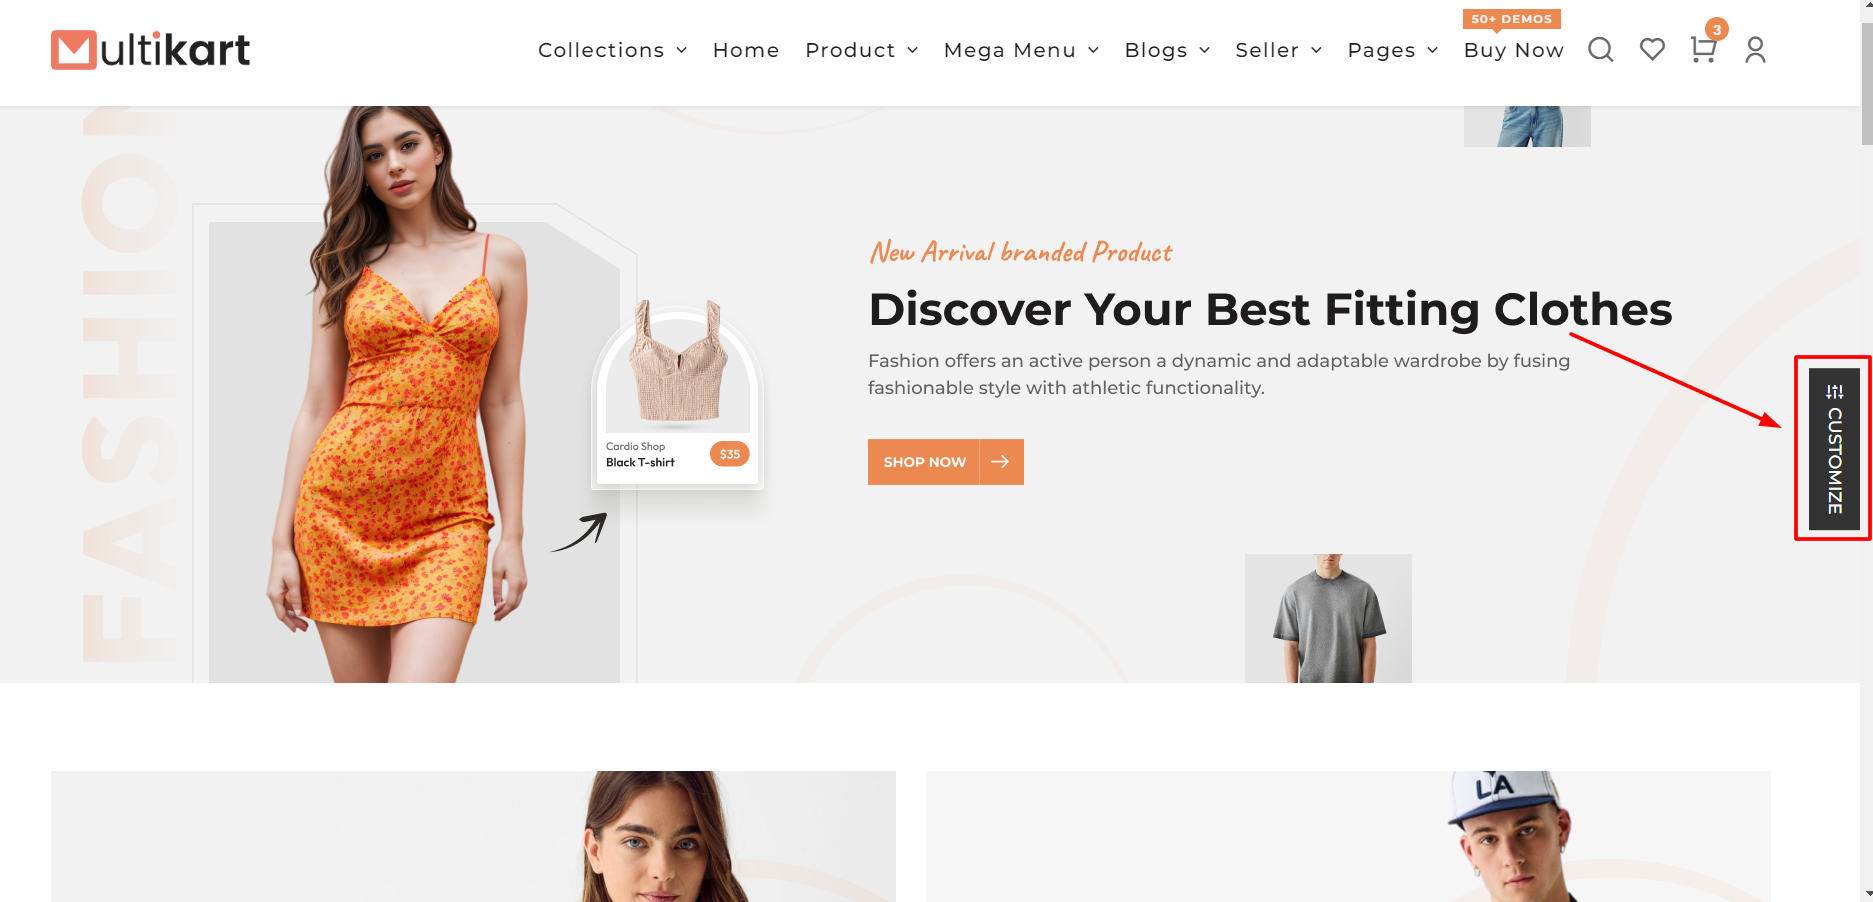 Multikart
Collections Home Product Mega Menu Blogs Seller Pages Buy Now
50+ DEMOS
3
FASHION
New Arrival branded Product
Discover Your Best Fitting Clothes
Fashion offers an active person a dynamic and adaptable wardrobe by fusing
fashionable style with athletic functionality.
SHOP NOW
Cardio Shop
Black T-shirt
$35
CUSTOMIZE
LA